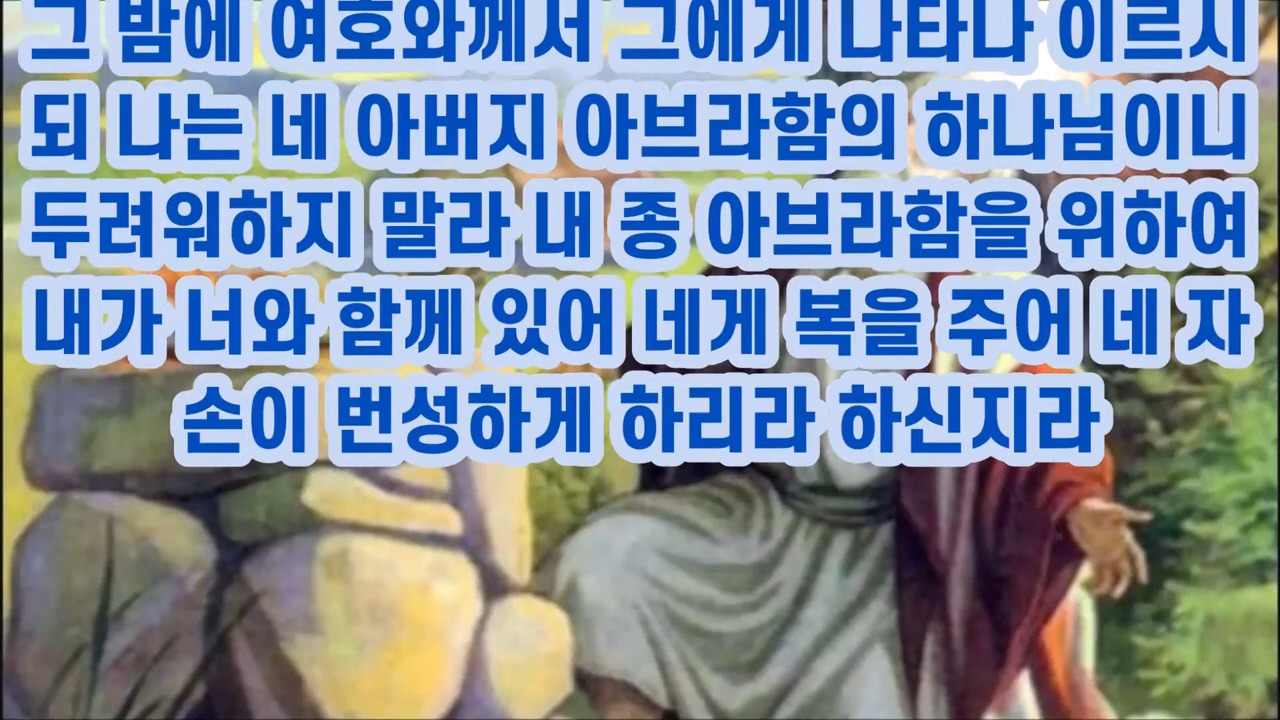 그 밤에 여호와께서 그에게 나타나 이르시
되 나는 네 아버지 아브라함의 하나님이니
두려워하지 말라 내 종 아브라함을 위하여
내가 너와 함께 있어 네게 복을 주어 네 자
손이 번성하게 하리라 하신지라